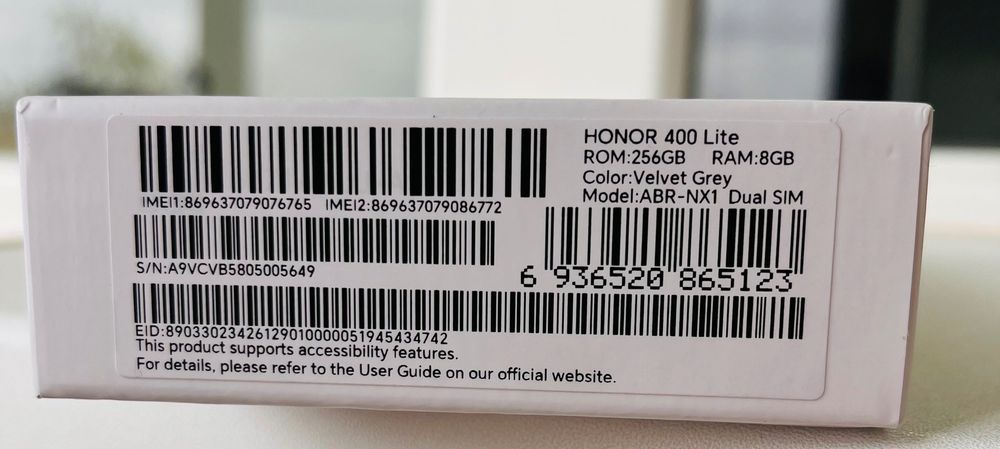 HONOR 400 Lite
ROM:256GB RAM:8GB
Color:Velvet Grey
Model:ABR-NX1 Dual SIM
IMEI1:869637079076765 IMEI2:869637079086772
S/N:A9VCVB5805005649
6 936520 865123
EID:89033023426129010000051945434742
This product supports accessibility features.
For details, please refer to the User Guide on our official website.